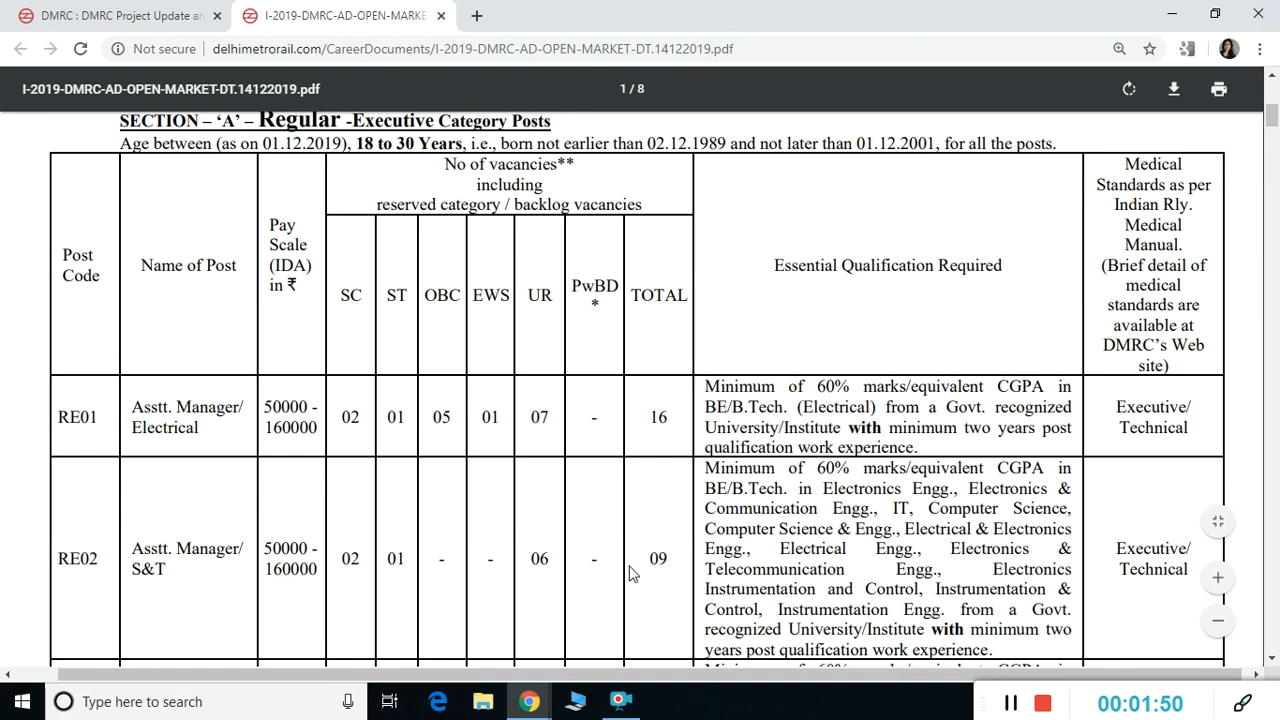 DMRC : DMRC Project Update an
I-2019-DMRC-AD-OPEN-MARKE
Not secure
delhimetrorail.com/CareerDocuments/I-2019-DMRC-AD-OPEN-MARKET-DT.14122019.pdf
I-2019-DMRC-AD-OPEN-MARKET-DT.14122019.pdf
1 / 8
SECTION – ‘A’ – Regular -Executive Category Posts
Age between (as on 01.12.2019), 18 to 30 Years, i.e., born not earlier than 02.12.1989 and not later than 01.12.2001, for all the posts.
Post
Code
Name of Post
Pay
Scale
(IDA)
in ₹
No of vacancies**
including
reserved category / backlog vacancies
SC
ST
OBC
EWS
UR
PwBD
*
TOTAL
Essential Qualification Required
Medical
Standards as per
Indian Rly.
Medical
Manual.
(Brief detail of
medical
standards are
available at
DMRC’s Web
site)
RE01
Asstt. Manager/
Electrical
50000 -
160000
02
01
05
01
07
-
16
Minimum of 60% marks/equivalent CGPA in
BE/B.Tech. (Electrical) from a Govt. recognized
University/Institute with minimum two years post
qualification work experience.
Executive/
Technical
RE02
Asstt. Manager/
S&T
50000 -
160000
02
01
-
-
06
-
09
Minimum of 60% marks/equivalent CGPA in
BE/B.Tech. in Electronics Engg., Electronics &
Communication Engg., IT, Computer Science,
Computer Science & Engg., Electrical & Electronics
Engg., Electrical Engg., Electronics &
Telecommunication Engg., Electronics
Instrumentation and Control, Instrumentation &
Control, Instrumentation Engg. from a Govt.
recognized University/Institute with minimum two
years post qualification work experience.
Executive/
Technical
Type here to search
00:01:50